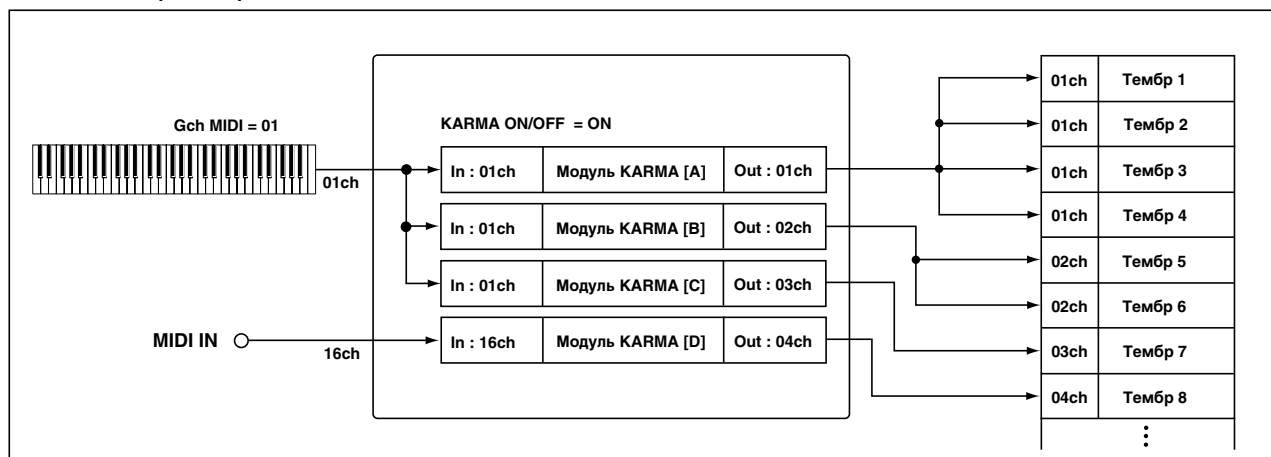 Gch MIDI = 01
01ch
KARMA ON/OFF = ON
In : 01ch Модуль KARMA [A] Out : 01ch
In : 01ch Модуль KARMA [B] Out : 02ch
In : 01ch Модуль KARMA [C] Out : 03ch
MIDI IN
16ch
In : 16ch Модуль KARMA [D] Out : 04ch
01ch Тембр 1
01ch Тембр 2
01ch Тембр 3
01ch Тембр 4
02ch Тембр 5
02ch Тембр 6
03ch Тембр 7
04ch Тембр 8